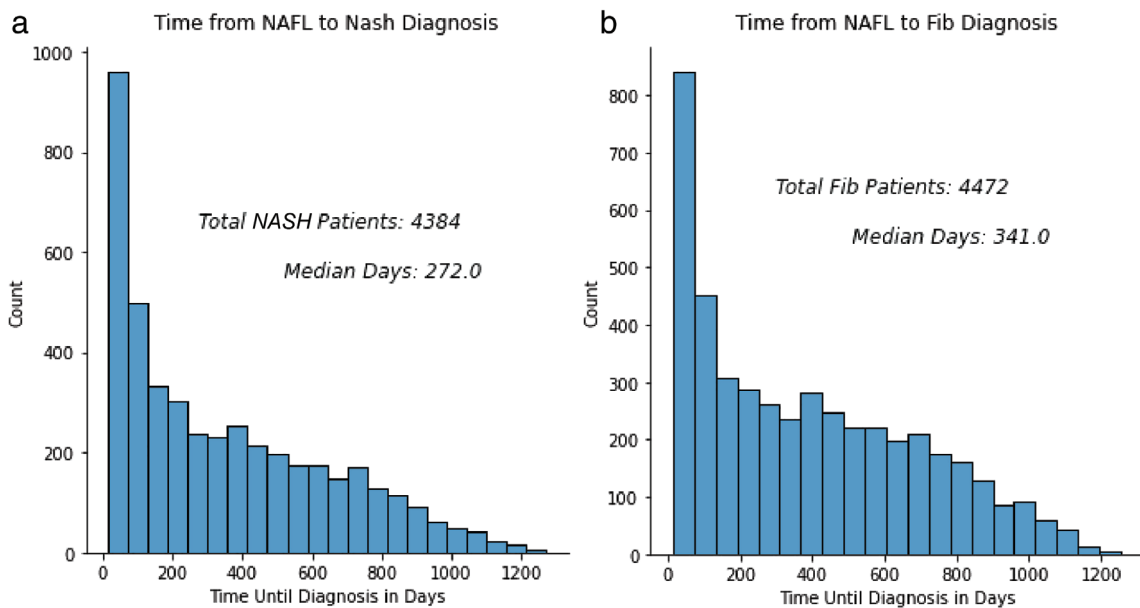 a
Time from NAFL to Nash Diagnosis
1000
800
600
400
200
0
Count
Total NASH Patients: 4384
Median Days: 272.0
0 200 400 600 800 1000 1200
Time Until Diagnosis in Days
b
Time from NAFL to Fib Diagnosis
800
700
600
500
400
300
200
100
0
Count
Total Fib Patients: 4472
Median Days: 341.0
0 200 400 600 800 1000 1200
Time Until Diagnosis in Days